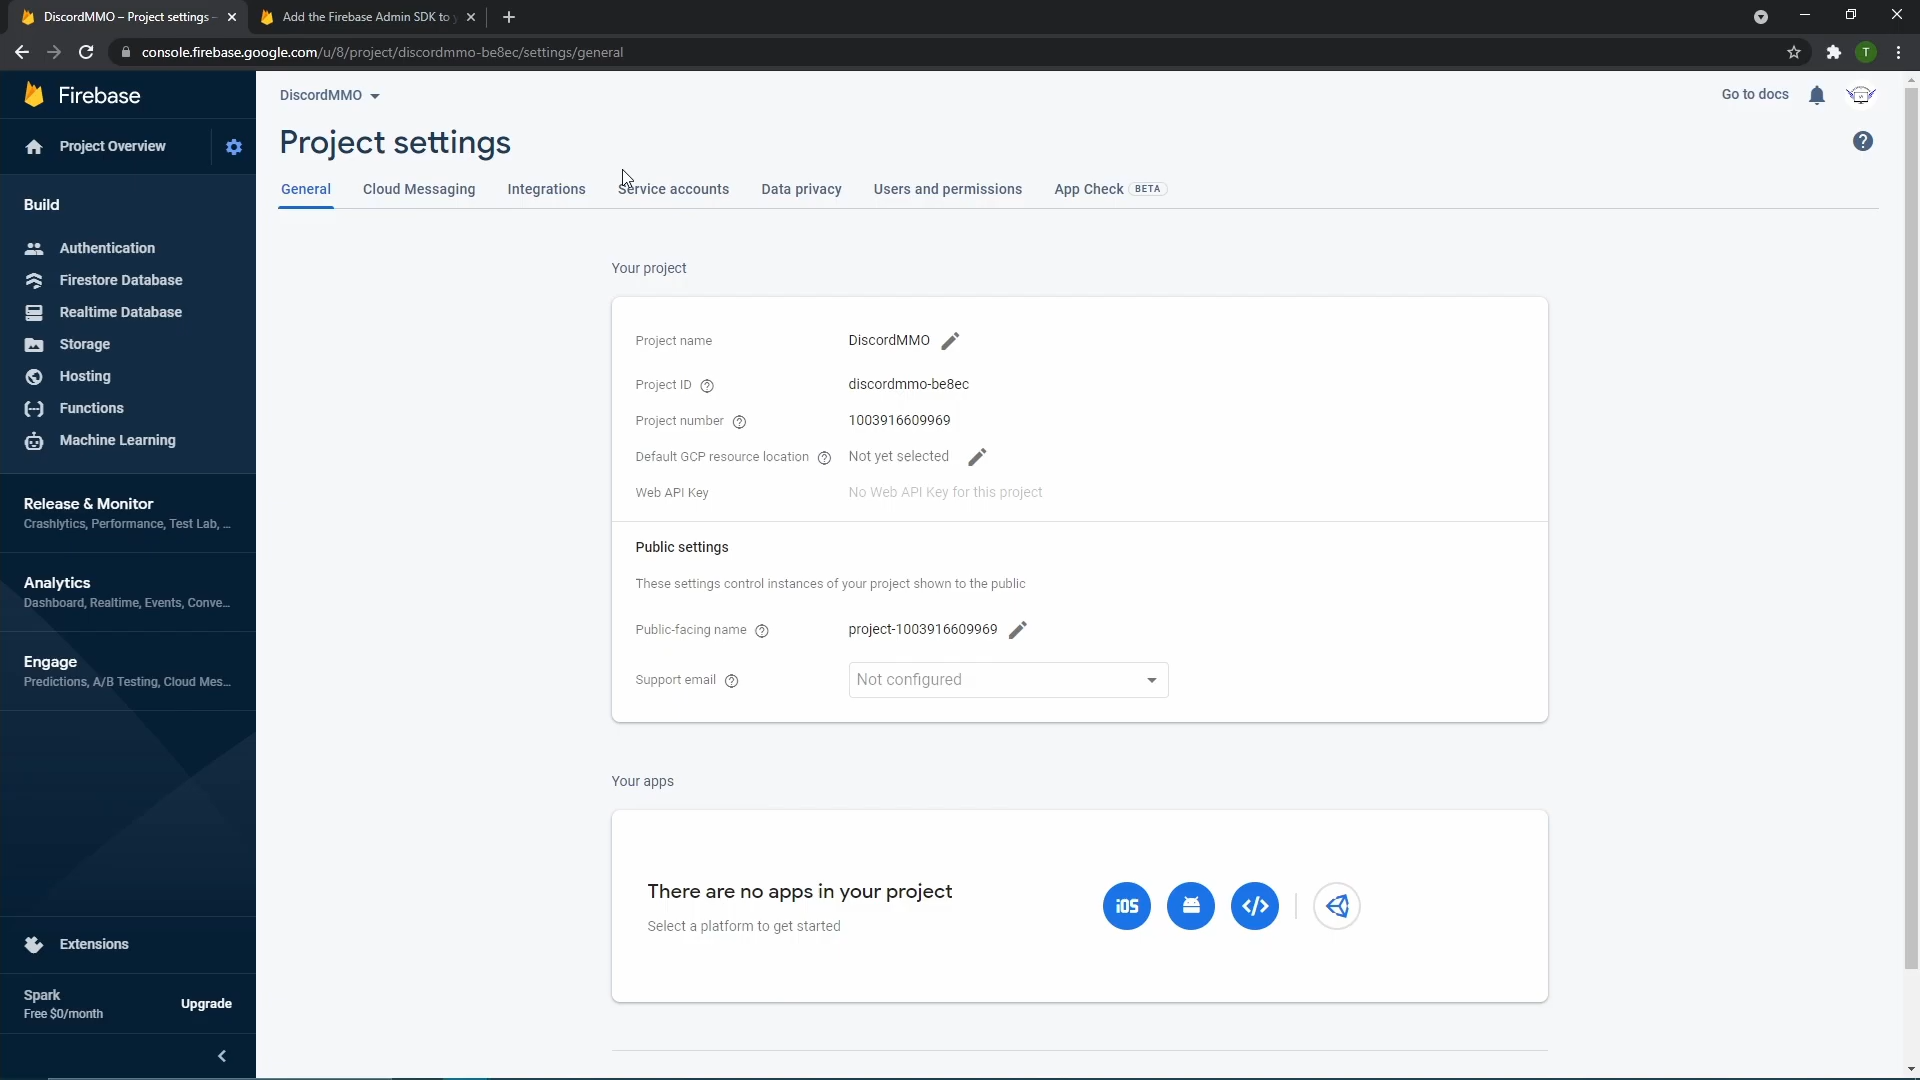 DiscordMMO – Project settings -
Add the Firebase Admin SDK to y
console.firebase.google.com/u/8/project/discordmmo-be8ec/settings/general
T
Firebase
DiscordMMO
Go to docs
Project Overview
Project settings
General
Cloud Messaging
Integrations
Service accounts
Data privacy
Users and permissions
App Check BETA
Build
Authentication
Firestore Database
Realtime Database
Storage
Hosting
Functions
Machine Learning
Release & Monitor
Crashlytics, Performance, Test Lab, ...
Analytics
Dashboard, Realtime, Events, Conve...
Engage
Predictions, A/B Testing, Cloud Mes...
Extensions
Spark
Free $0/month
Upgrade
Your project
Project name DiscordMMO
Project ID discordmmo-be8ec
Project number 1003916609969
Default GCP resource location Not yet selected
Web API Key No Web API Key for this project
Public settings
These settings control instances of your project shown to the public
Public-facing name project-1003916609969
Support email Not configured
Your apps
There are no apps in your project
Select a platform to get started
iOS